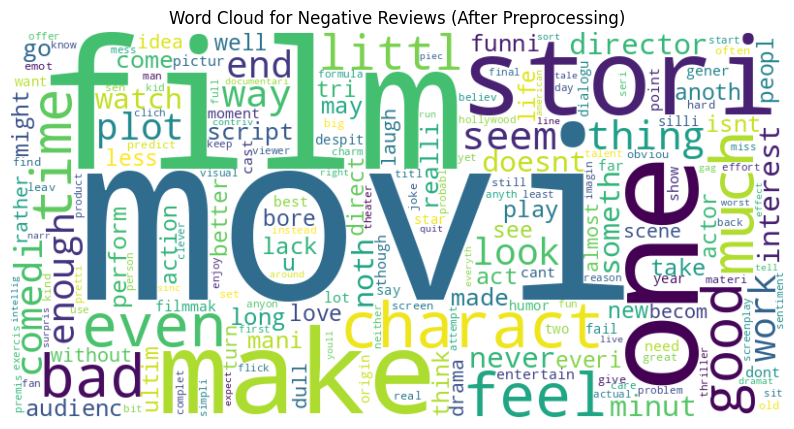 Word Cloud for Negative Reviews (After Preprocessing)
offer know mess idea come well end
go pictur
emot sort man kid want sen
film
littl
stori
funni director
final tale start often
way tri may
documentari formula piec
life anoth peopl
might watch moment
full
believ day seri dialogu gener point hard
time plot script
clich contriv predict keep viewer cast run big despit laugh
seem thing
hollywood american line silli isnt
less
find rather
movi
doesnt
yet obviou miss
one
much interest
leav product
visual charm right
realli
talent effort
enough
action better
best bore lack u
titl joke theater
anyth least still
play
someth far imagin gag worst
show back effect
perform
clever
instead
noth direct star probabl
look see
almost scene actor
narr person
enjoy around
quit
comedi
intellig exercis
surpris kind pretti use sinc
filmmak set anyon lot
although say
act cant
everyth reason
take year materi tell
even long love made
screen humor fun
new becom
good work
sentiment screenplay
without turn
first neither youll
charact
two fail live
need great
dont
premis fan bit
bad
ultim
complet simpli expect flick
make
mani origin real
think drama attempt
never everi
entertain give care
thriller dramat
audienc
dull
feel
minut
actual problem
sit old